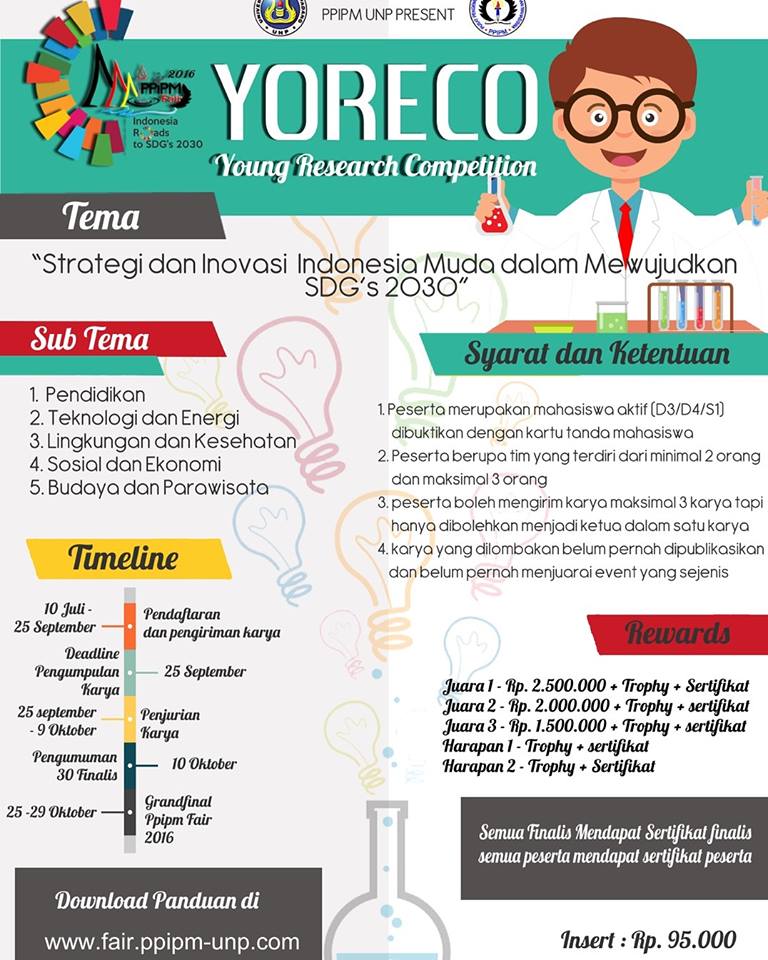 PPIPM UNP PRESENT
UNP
PPIPM
2016
PPiPM
Fair
Indonesia
Roads
to SDG's 2030
YORECO
Young Research Competition
Tema
“Strategi dan Inovasi Indonesia Muda dalam Mewujudkan
SDG's 2030”
Sub Tema
1. Pendidikan
2. Teknologi dan Energi
3. Lingkungan dan Kesehatan
4. Sosial dan Ekonomi
5. Budaya dan Parawisata
Syarat dan Ketentuan
1. Peserta merupakan mahasiswa aktif (D3/D4/S1)
dibuktikan dengan kartu tanda mahasiswa
2. Peserta berupa tim yang terdiri dari minimal 2 orang
dan maksimal 3 orang
3. peserta boleh mengirim karya maksimal 3 karya tapi
hanya dibolehkan menjadi ketua dalam satu karya
4. karya yang dilombakan belum pernah dipublikasikan
dan belum pernah menjuarai event yang sejenis
Timeline
10 Juli -
25 September
Pendaftaran
dan pengiriman karya
Deadline
Pengumpulan
Karya
25 September
25 september
- 9 Oktober
Penjurian
Karya
Pengumuman
30 Finalis
10 Oktober
25 -29 Oktober
Grandfinal
Ppipm Fair
2016
Rewards
Juara 1 - Rp. 2.500.000 + Trophy + Sertifikat
Juara 2 - Rp. 2.000.000 + Trophy + Sertifikat
Juara 3 - Rp. 1.500.000 + Trophy + sertifikat
Harapan 1 - Trophy + sertifikat
Harapan 2 - Trophy + Sertifikat
Semua Finalis Mendapat Sertifikat finalis
semua peserta mendapat sertifikat peserta
Download Panduan di
www.fair.ppipm-unp.com
Insert : Rp. 95.000